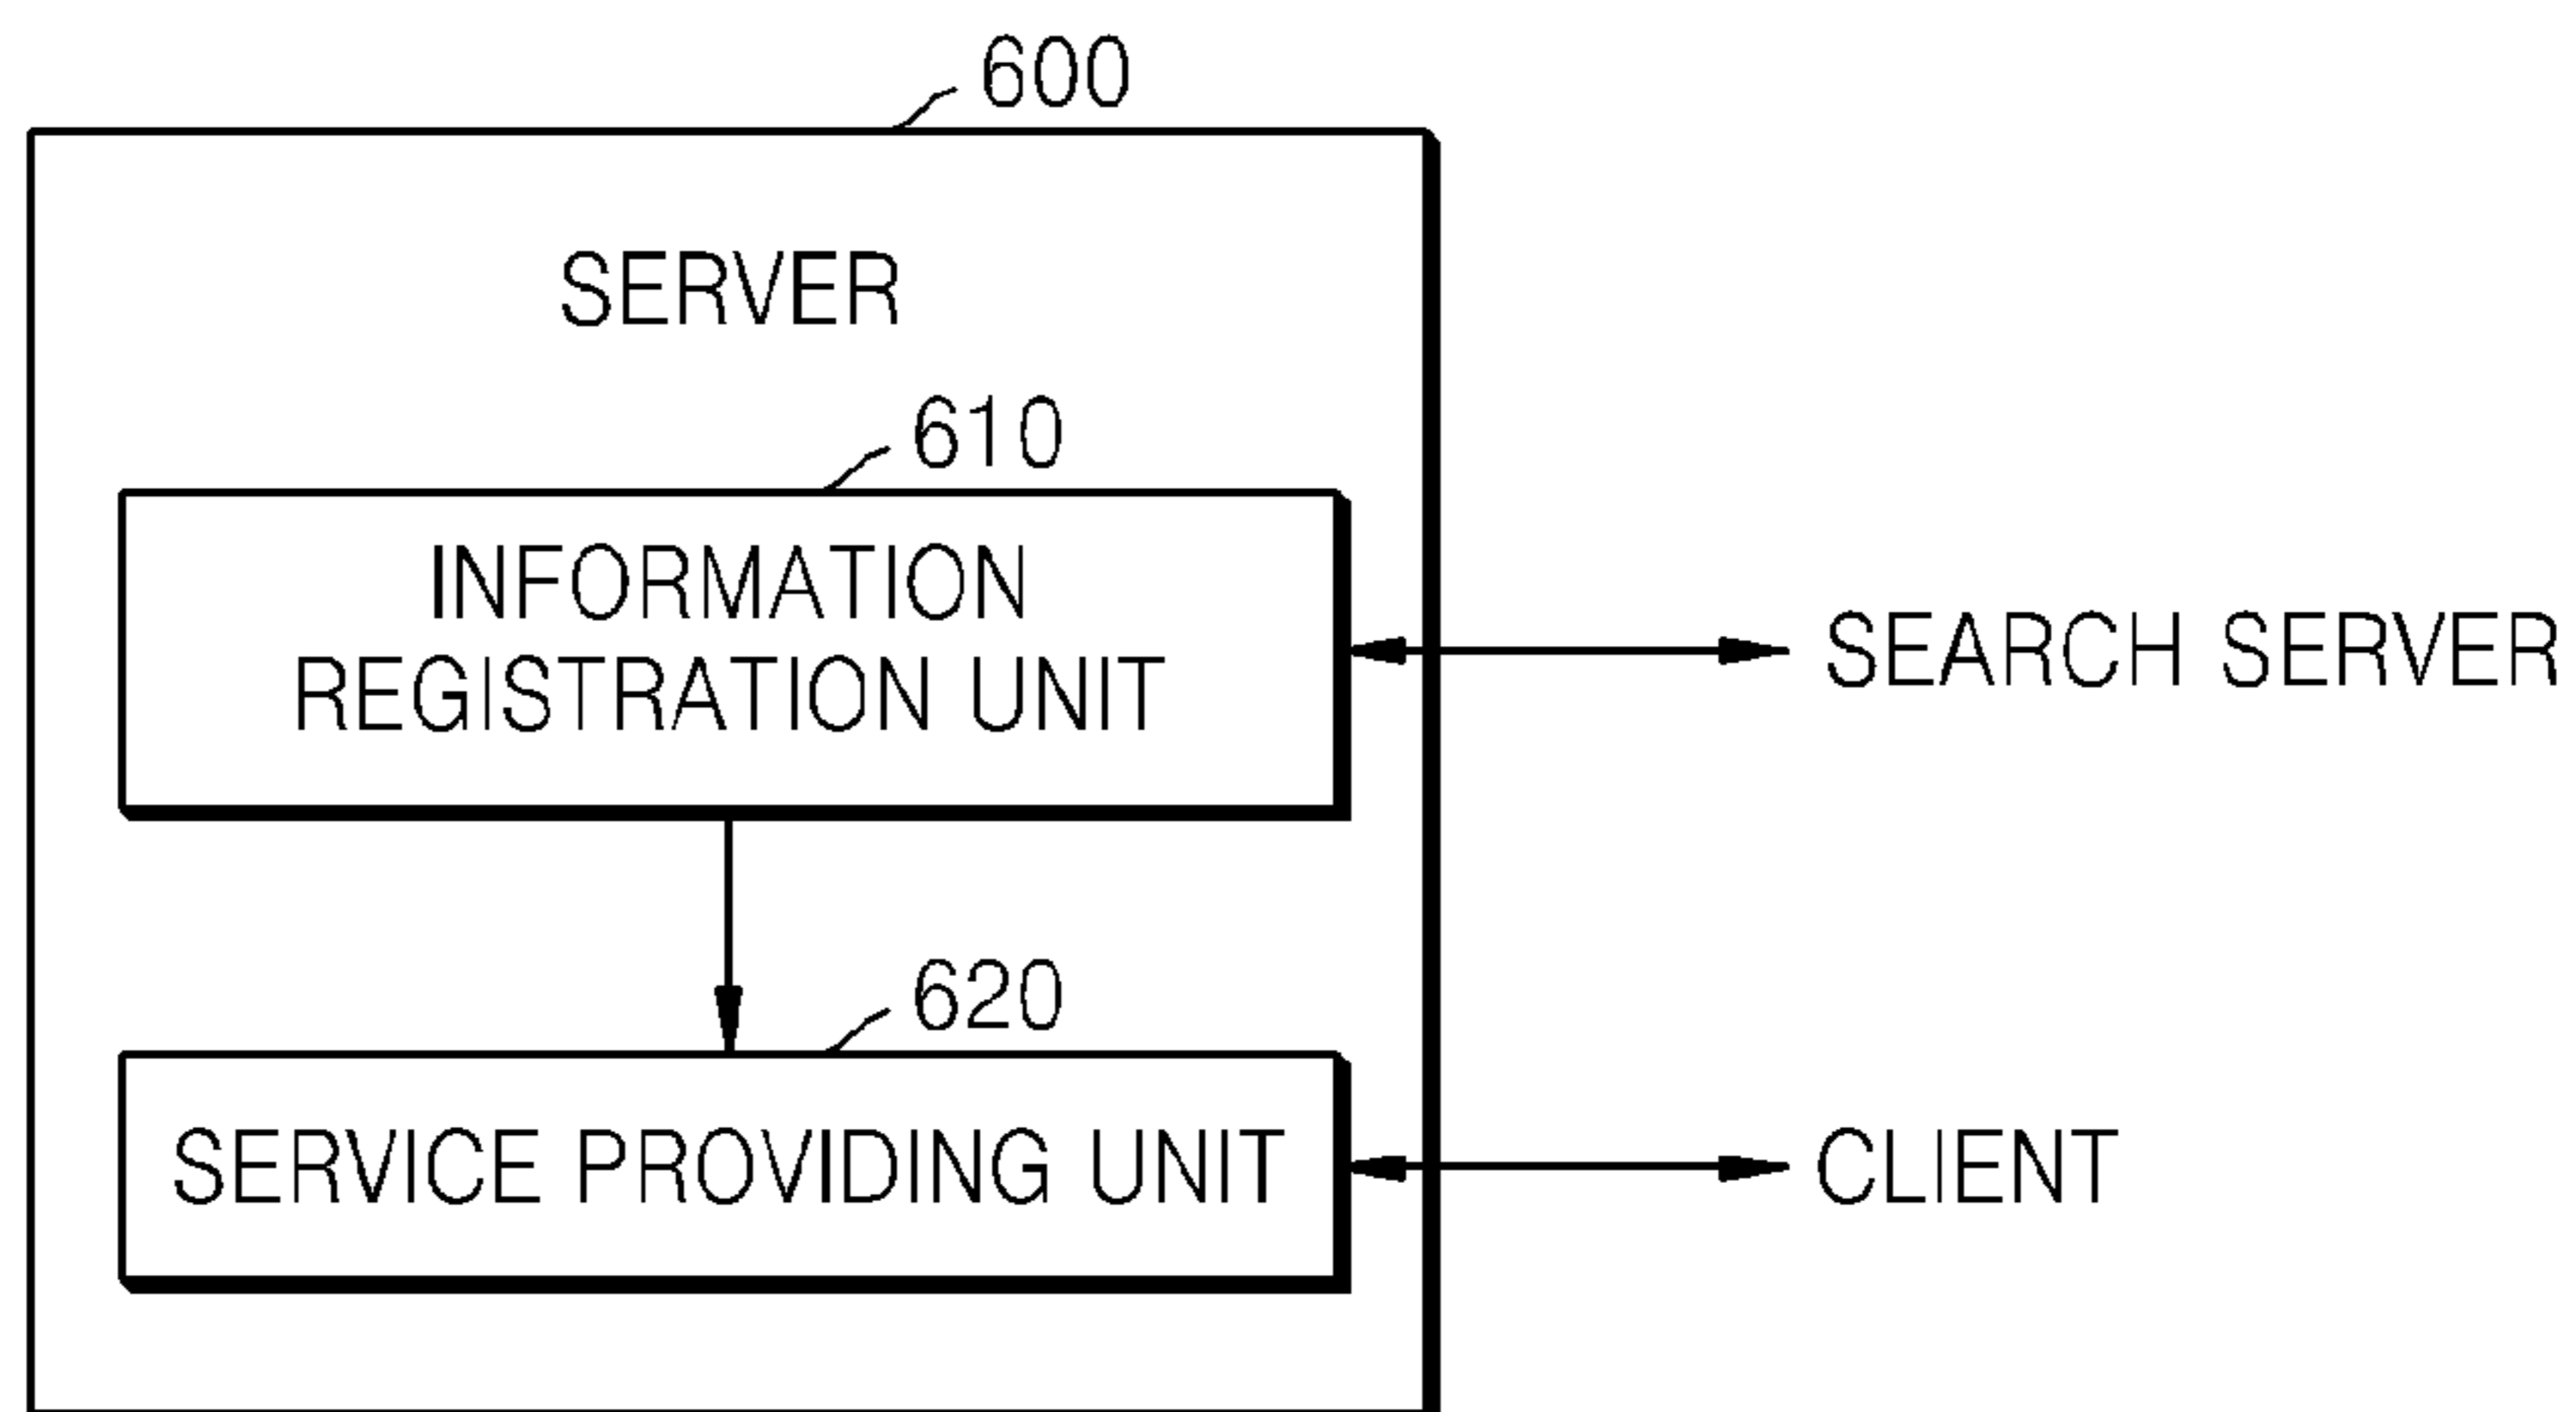 600
SERVER
610
INFORMATION
REGISTRATION UNIT
SEARCH SERVER
620
SERVICE PROVIDING UNIT
CLIENT